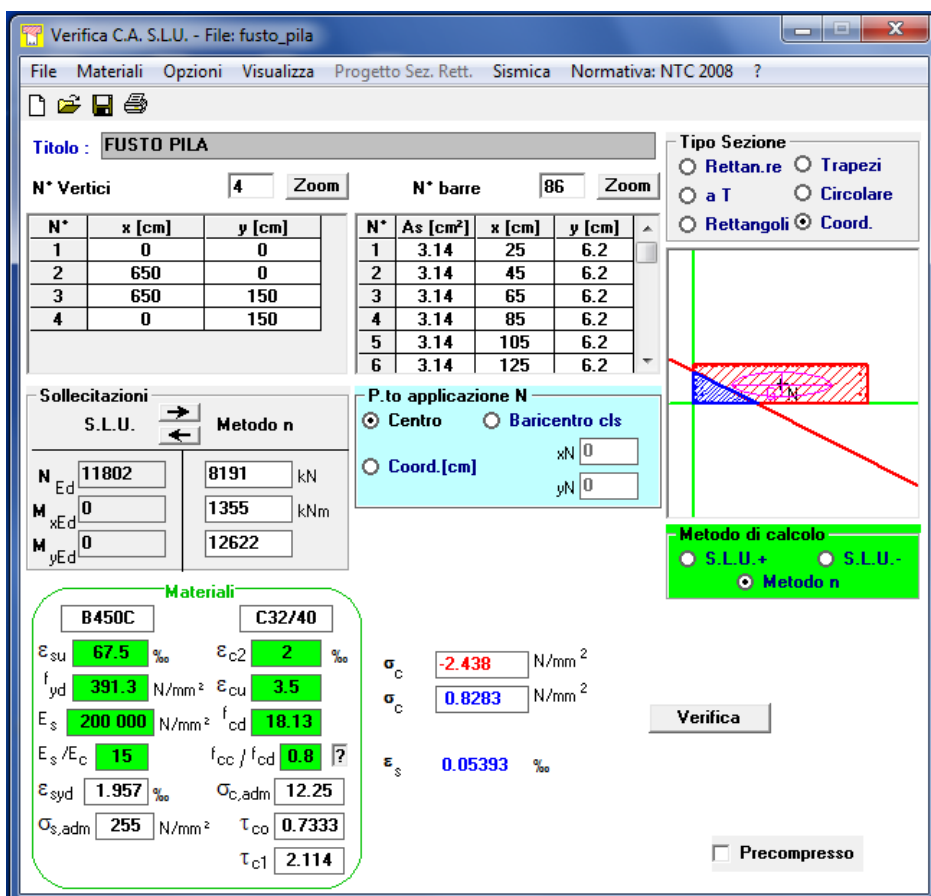 Verifica C.A. S.L.U. - File: fusto_pila
File Materiali Opzioni Visualizza Progetto Sez. Rett. Sismica Normativa: NTC 2008 ?
Titolo : FUSTO PILA
N° Vertici 4 Zoom
N° x [cm] y [cm]
1 0 0
2 650 0
3 650 150
4 0 150
N° barre 86 Zoom
N° As [cm²] x [cm] y [cm]
1 3.14 25 6.2
2 3.14 45 6.2
3 3.14 65 6.2
4 3.14 85 6.2
5 3.14 105 6.2
6 3.14 125 6.2
Tipo Sezione
Rettan.re Trapezi
a T Circolare
Rettangoli Coord.
N
Sollecitazioni
S.L.U. Metodo n
N Ed 11802 8191 kN
M xEd 0 1355 kNm
M yEd 0 12622
P.to applicazione N
Centro Baricentro cls
Coord.[cm] xN 0
yN 0
Metodo di calcolo
S.L.U.+ S.L.U.-
Metodo n
Materiali
B450C C32/40
εsu 67.5 ‰ εc2 2 ‰
fyd 391.3 N/mm² εcu 3.5
Es 200 000 N/mm² fcd 18.13
Es/Ec 15 fcc / fcd 0.8 ?
εsyd 1.957 ‰ σc,adm 12.25
σs,adm 255 N/mm² τco 0.7333
τc1 2.114
σc -2.438 N/mm²
σc 0.8283 N/mm²
εs 0.05393 ‰
Verifica
Precompresso